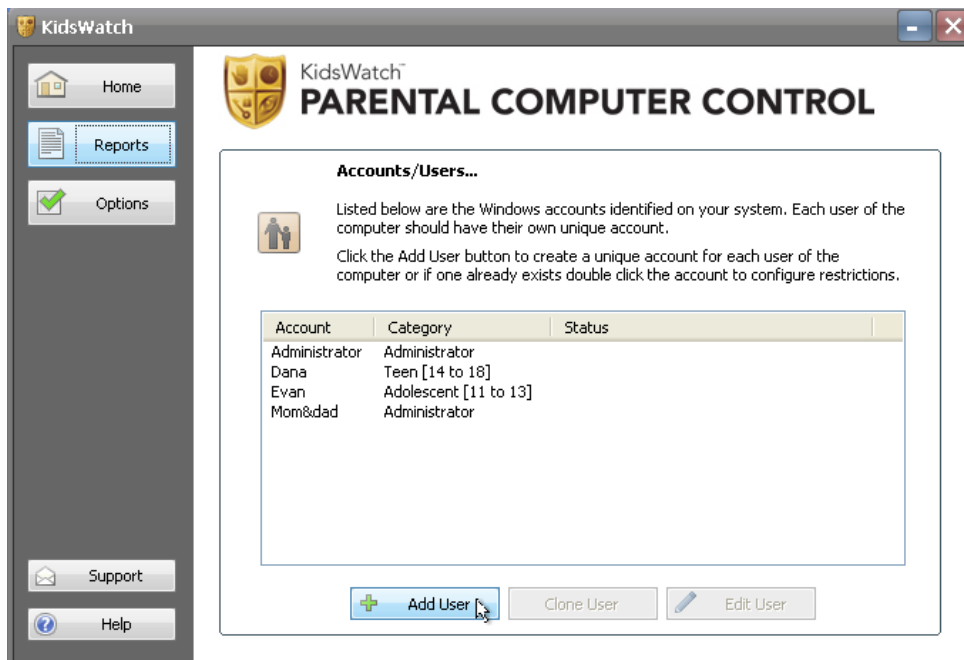 KidsWatch
Home
Reports
Options
Support
Help
KidsWatch™
PARENTAL COMPUTER CONTROL
Accounts/Users...
Listed below are the Windows accounts identified on your system. Each user of the
computer should have their own unique account.
Click the Add User button to create a unique account for each user of the
computer or if one already exists double click the account to configure restrictions.
Account Category Status
Administrator Administrator
Dana Teen [14 to 18]
Evan Adolescent [11 to 13]
Mom&dad Administrator
Add User Clone User Edit User